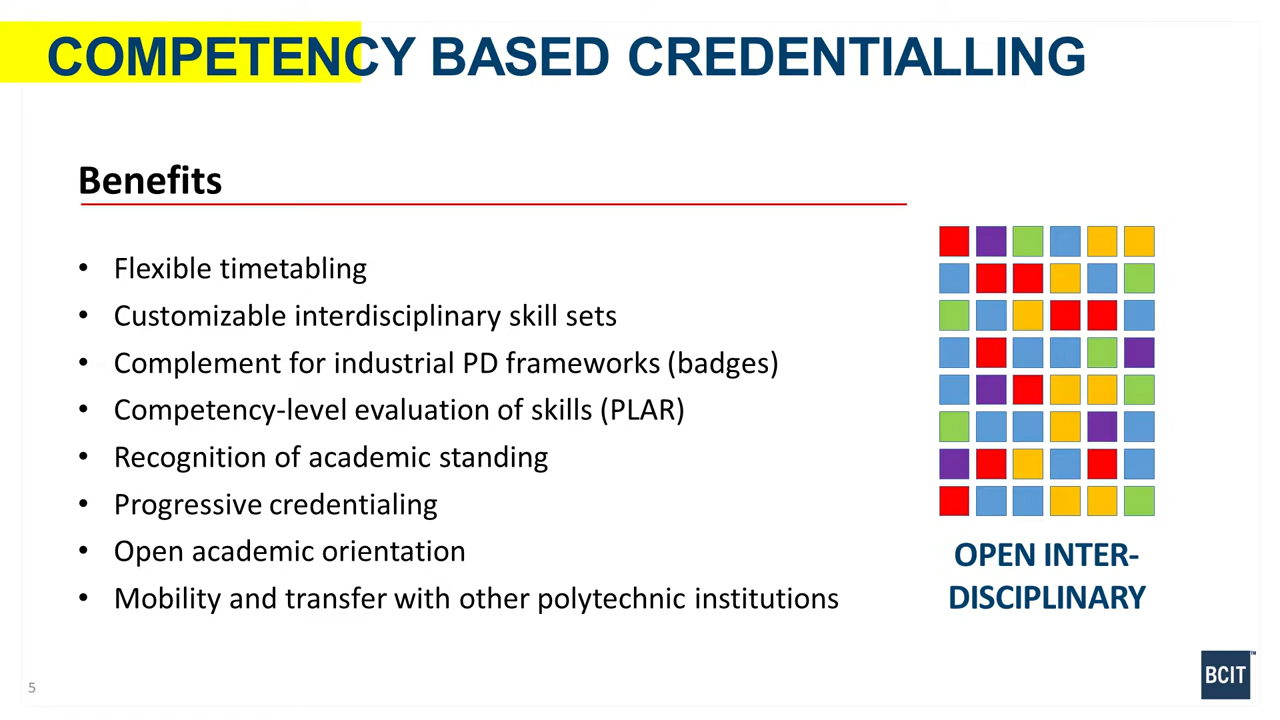 COMPETENCY BASED CREDENTIALLING
Benefits
• Flexible timetabling
• Customizable interdisciplinary skill sets
• Complement for industrial PD frameworks (badges)
• Competency-level evaluation of skills (PLAR)
• Recognition of academic standing
• Progressive credentialing
• Open academic orientation
• Mobility and transfer with other polytechnic institutions
OPEN INTER-
DISCIPLINARY
BCIT™
5